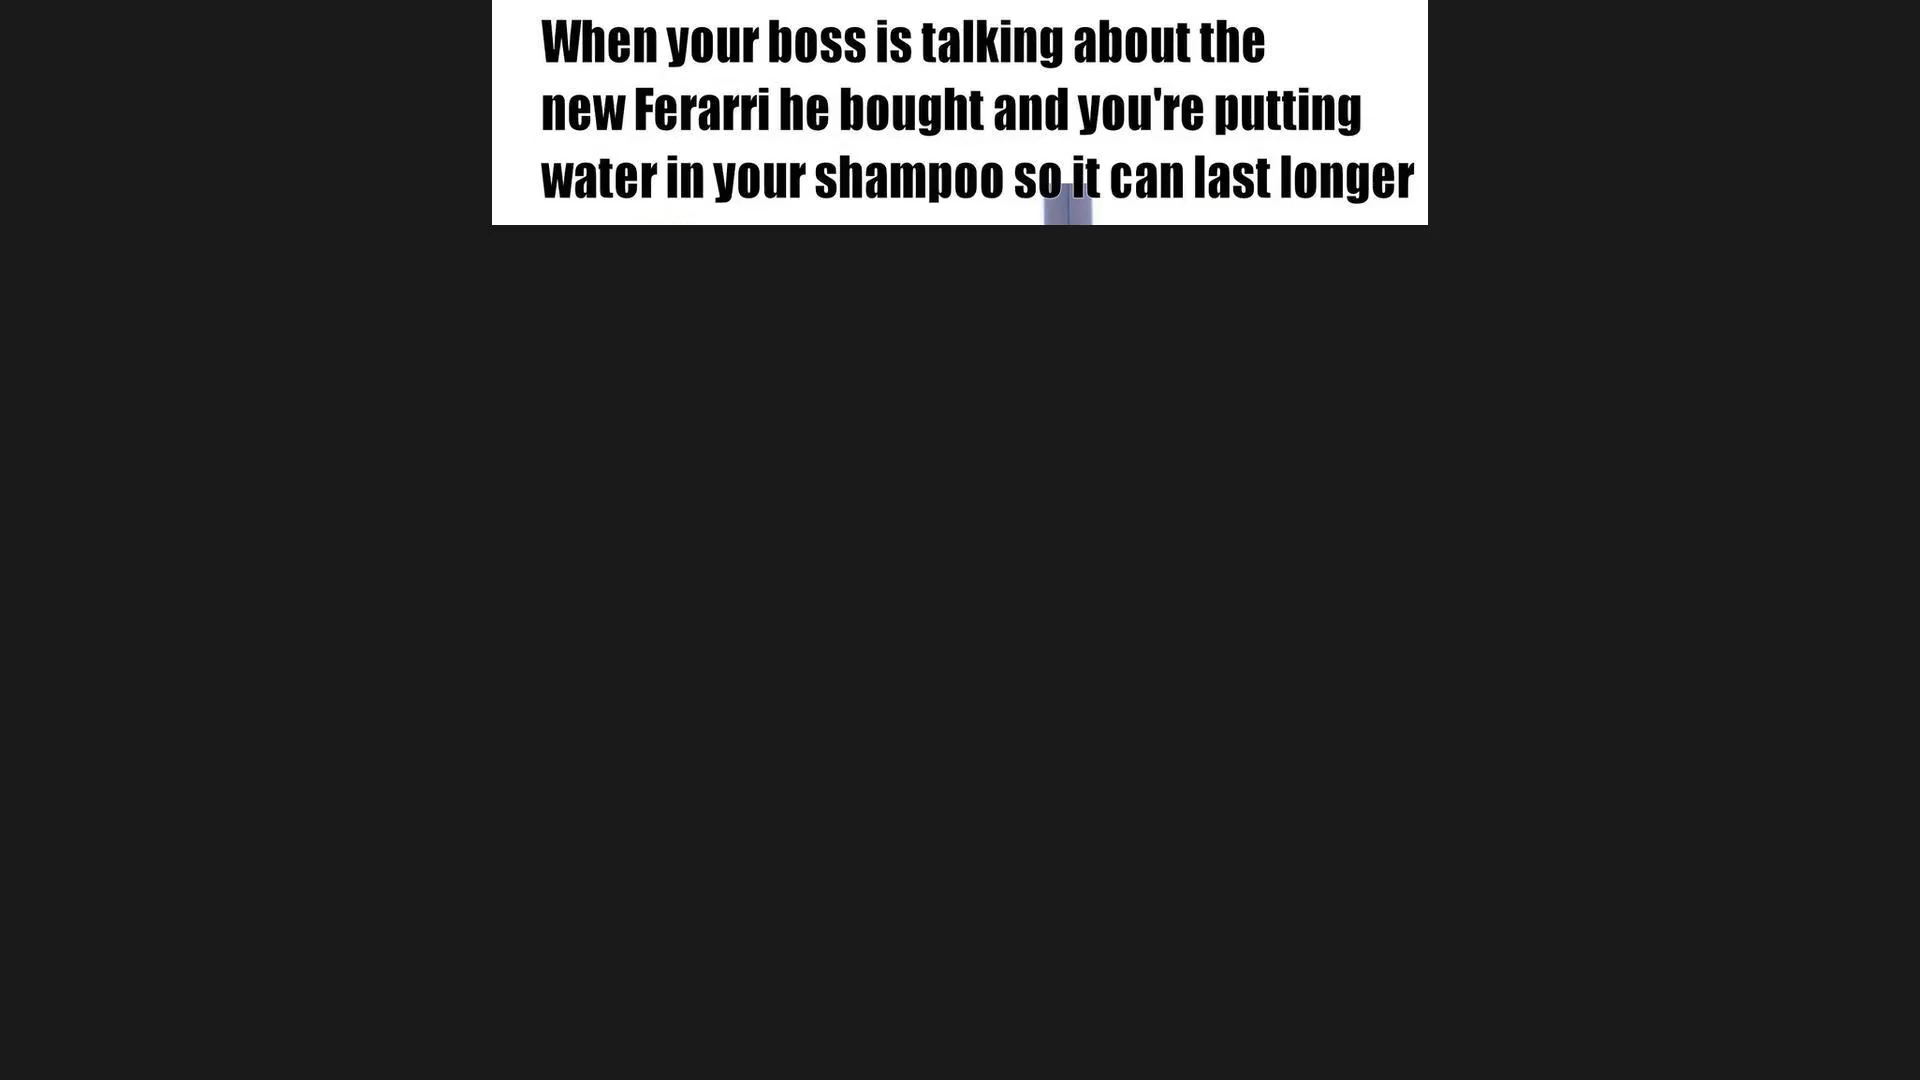 When your boss is talking about the
new Ferarri he bought and you're putting
water in your shampoo so it can last longer